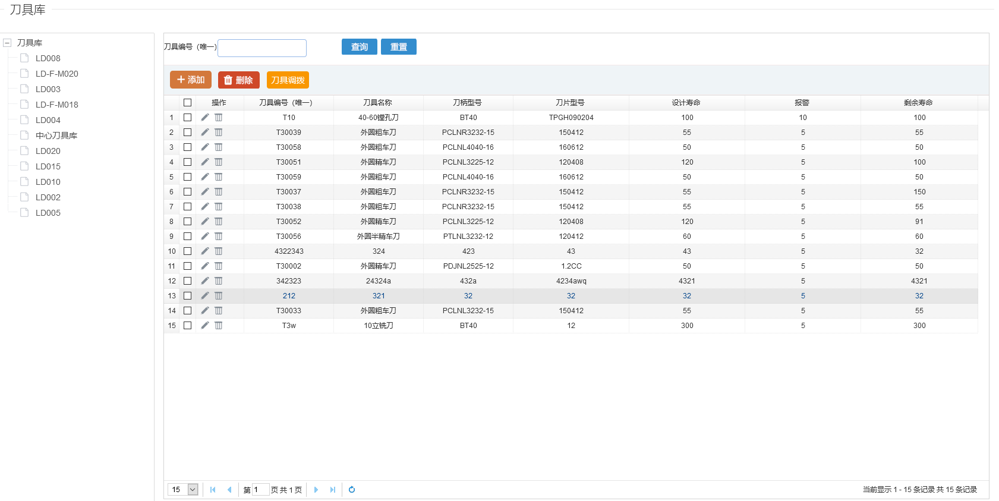 刀具库
刀具库
LD008
LD-F-M020
LD003
LD-F-M018
LD004
中心刀具库
LD020
LD015
LD010
LD002
LD005
刀具编号（唯一） 查询 重置
添加 删除 刀具调拨
操作 刀具编号（唯一） 刀具名称 刀柄型号 刀片型号 设计寿命 报警 剩余寿命
1 T10 40-60镗孔刀 BT40 TPGH090204 100 10 100
2 T30039 外圆粗车刀 PCLNR3232-15 150412 55 5 55
3 T30058 外圆粗车刀 PCLNL4040-16 160612 50 5 50
4 T30051 外圆精车刀 PCLNL3225-12 120408 120 5 100
5 T30059 外圆粗车刀 PCLNL4040-16 160612 50 5 50
6 T30037 外圆粗车刀 PCLNR3232-15 150412 55 5 150
7 T30038 外圆粗车刀 PCLNR3232-15 150412 55 5 55
8 T30052 外圆精车刀 PCLNL3225-12 120408 120 5 91
9 T30056 外圆半精车刀 PTLNL3232-12 120412 60 5 60
10 4322343 324 423 43 43 5 32
11 T30002 外圆精车刀 PDJNL2525-12 1.2CC 50 5 50
12 342323 24324a 432a 4234awq 4321 5 4321
13 212 321 32 32 32 5 32
14 T30033 外圆粗车刀 PCLNL3232-15 150412 55 5 55
15 T3w 10立铣刀 BT40 12 300 5 300
15 第 1 页 共 1 页 当前显示 1 - 15 条记录 共 15 条记录